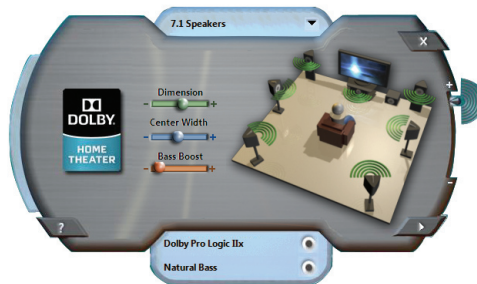 7.1 Speakers
X
Dimension
- +
DOLBY.
Center Width
- +
HOME
THEATER
Bass Boost
- +
+
-
?
Dolby Pro Logic IIx
Natural Bass